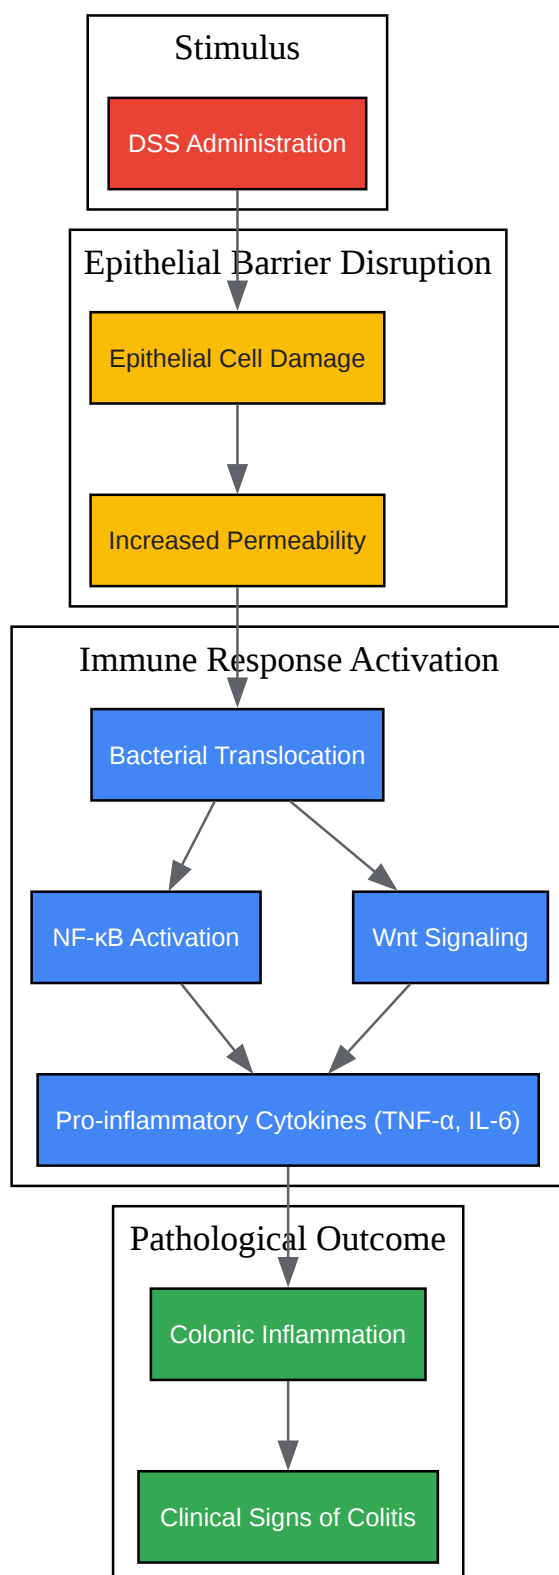 Stimulus
DSS Administration
Epithelial Barrier Disruption
Epithelial Cell Damage
Increased Permeability
Immune Response Activation
Bacterial Translocation
NF-κB Activation
Wnt Signaling
Pro-inflammatory Cytokines (TNF-α, IL-6)
Pathological Outcome
Colonic Inflammation
Clinical Signs of Colitis